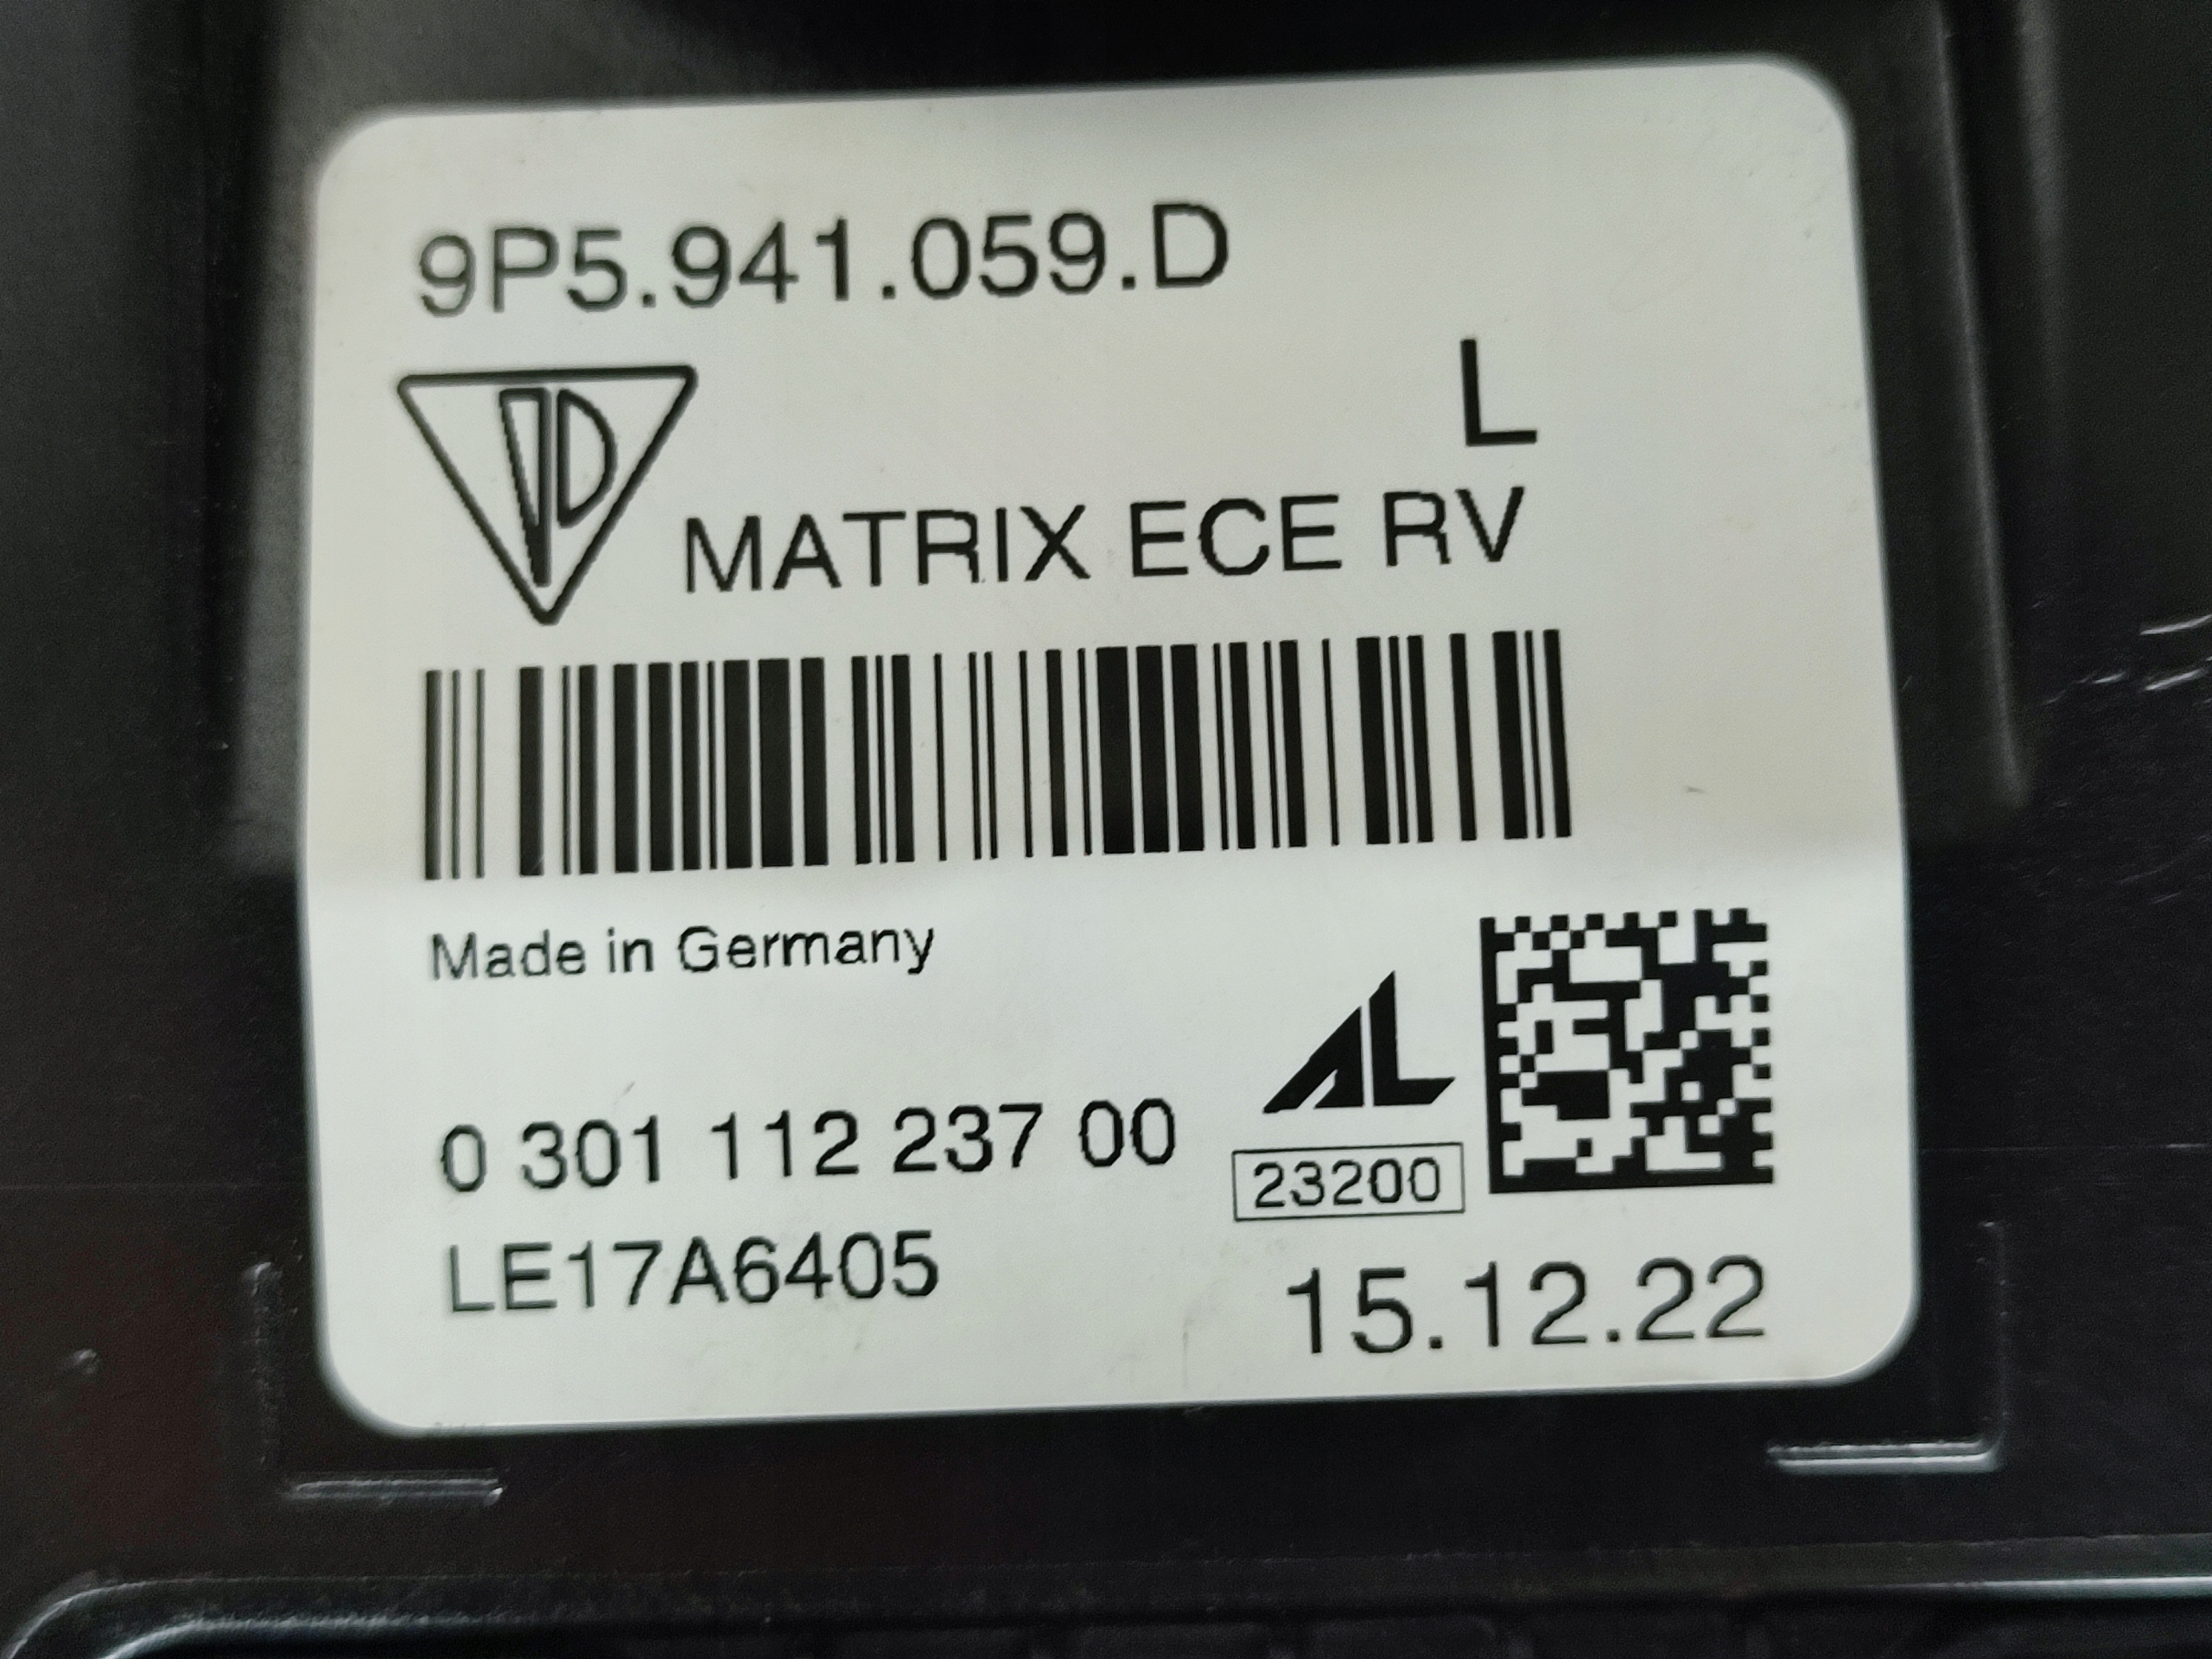 9P5.941.059.D
L
MATRIX ECE RV
Made in Germany
AL
0 301 112 237 00
23200
LE17A6405
15.12.22